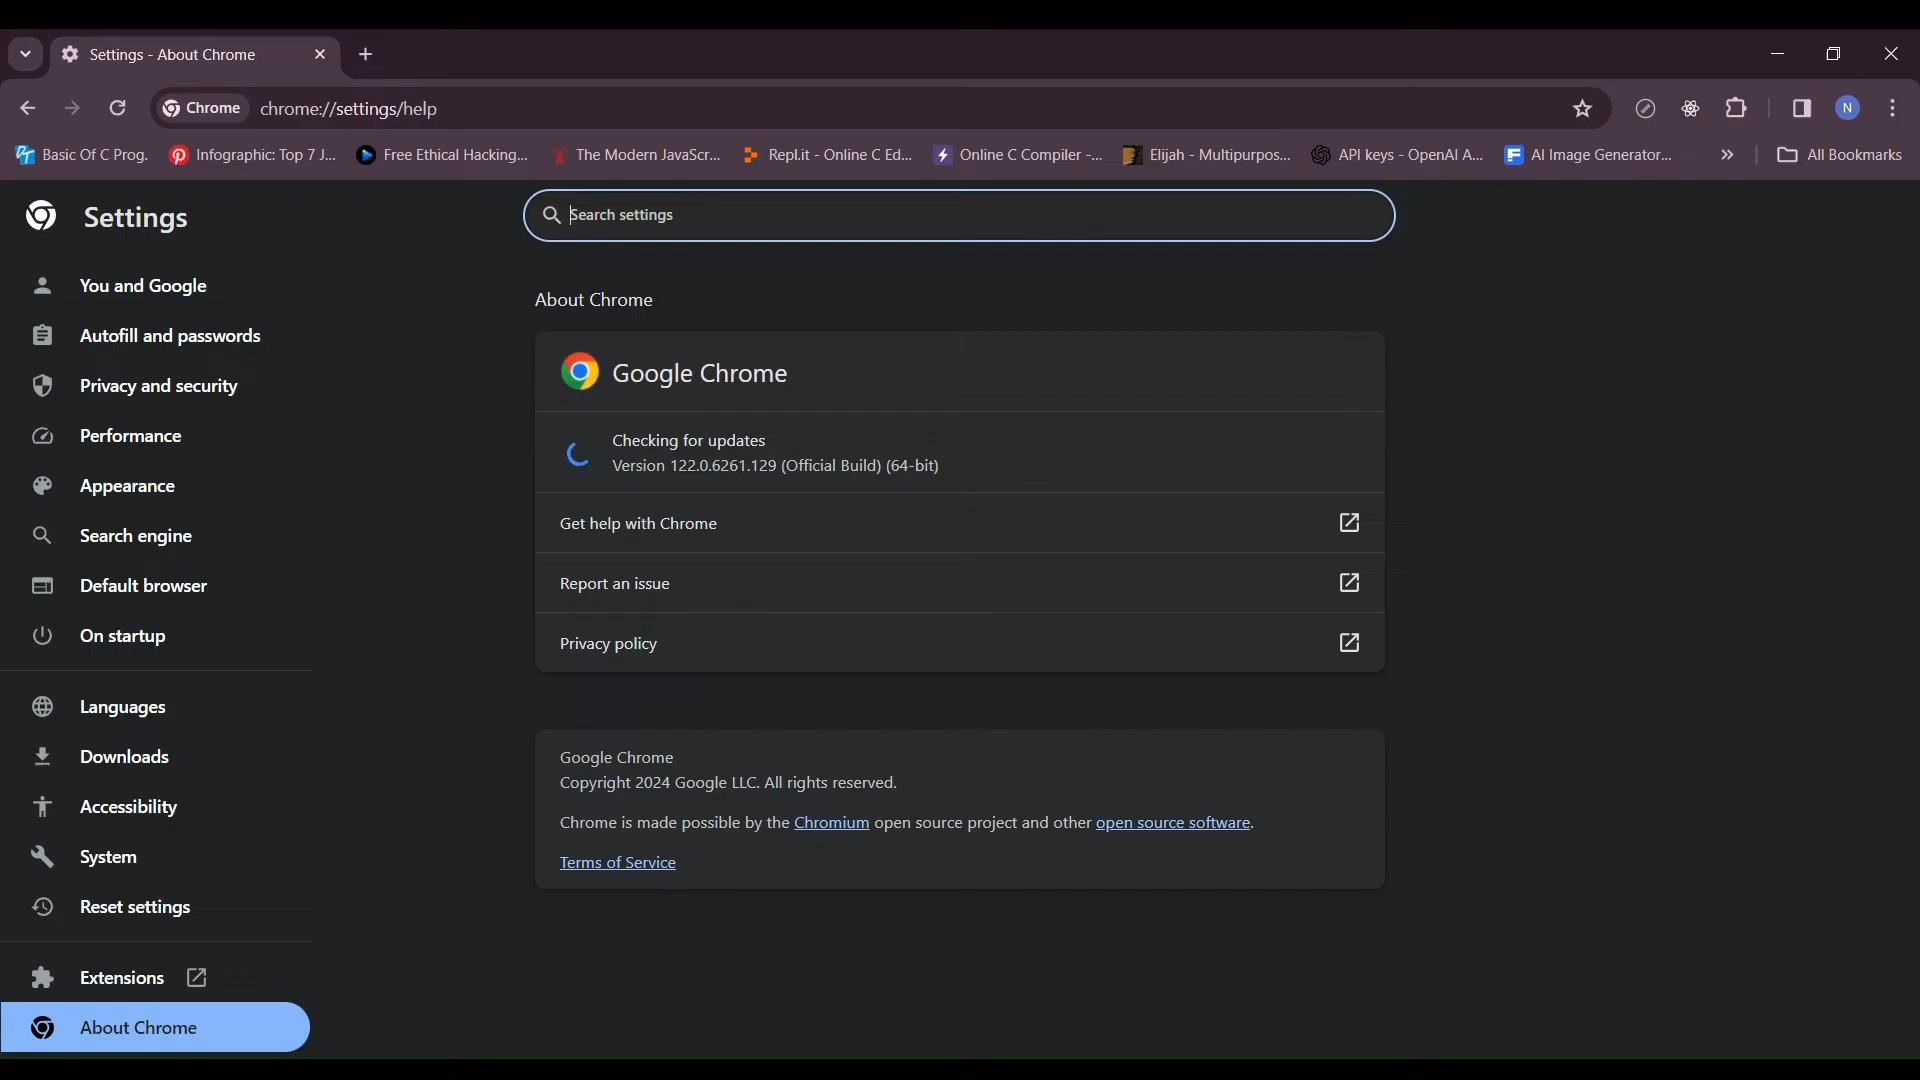 Settings - About Chrome
Chrome chrome://settings/help N
Basic Of C Prog. Infographic: Top 7 J... Free Ethical Hacking... The Modern JavaScr... Repl.it - Online C Ed... Online C Compiler -... Elijah - Multipurpos... API keys - OpenAI A... AI Image Generator... » All Bookmarks
Settings
Search settings
You and Google
Autofill and passwords
Privacy and security
Performance
Appearance
Search engine
Default browser
On startup
Languages
Downloads
Accessibility
System
Reset settings
Extensions
About Chrome
About Chrome
Google Chrome
Checking for updates
Version 122.0.6261.129 (Official Build) (64-bit)
Get help with Chrome
Report an issue
Privacy policy
Google Chrome
Copyright 2024 Google LLC. All rights reserved.
Chrome is made possible by the Chromium open source project and other open source software.
Terms of Service